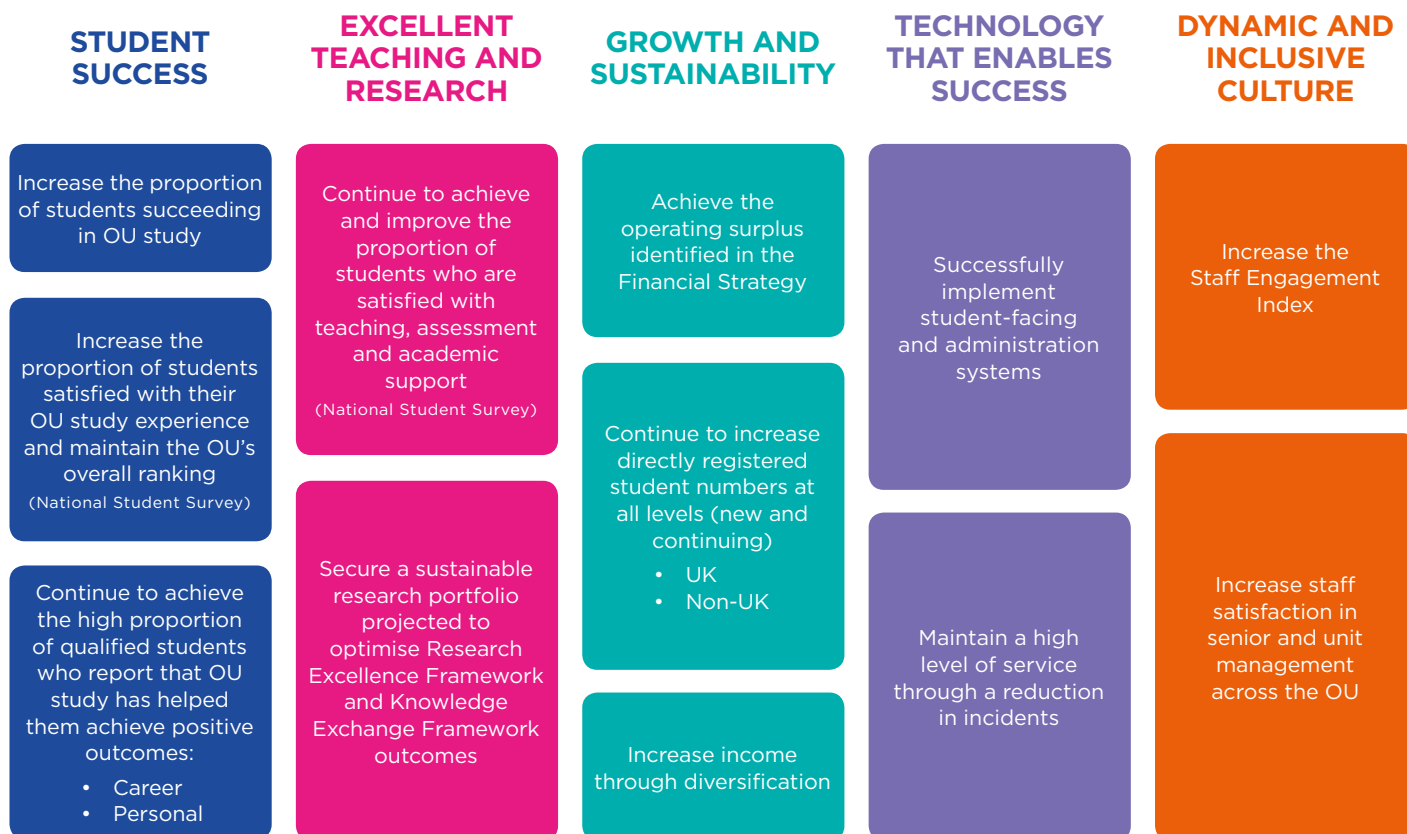 STUDENT
SUCCESS
Increase the proportion
of students succeeding
in OU study
Increase the
proportion of students
satisfied with their
OU study experience
and maintain the OU’s
overall ranking
(National Student Survey)
Continue to achieve
the high proportion
of qualified students
who report that OU
study has helped
them achieve positive
outcomes:
• Career
• Personal
EXCELLENT
TEACHING AND
RESEARCH
Continue to achieve
and improve the
proportion of
students who are
satisfied with
teaching, assessment
and academic
support
(National Student Survey)
Secure a sustainable
research portfolio
projected to
optimise Research
Excellence Framework
and Knowledge
Exchange Framework
outcomes
GROWTH AND
SUSTAINABILITY
Achieve the
operating surplus
identified in the
Financial Strategy
Continue to increase
directly registered
student numbers at
all levels (new and
continuing)
• UK
• Non-UK
Increase income
through diversification
TECHNOLOGY
THAT ENABLES
SUCCESS
Successfully
implement
student-facing
and administration
systems
Maintain a high
level of service
through a reduction
in incidents
DYNAMIC AND
INCLUSIVE
CULTURE
Increase the
Staff Engagement
Index
Increase staff
satisfaction in
senior and unit
management
across the OU